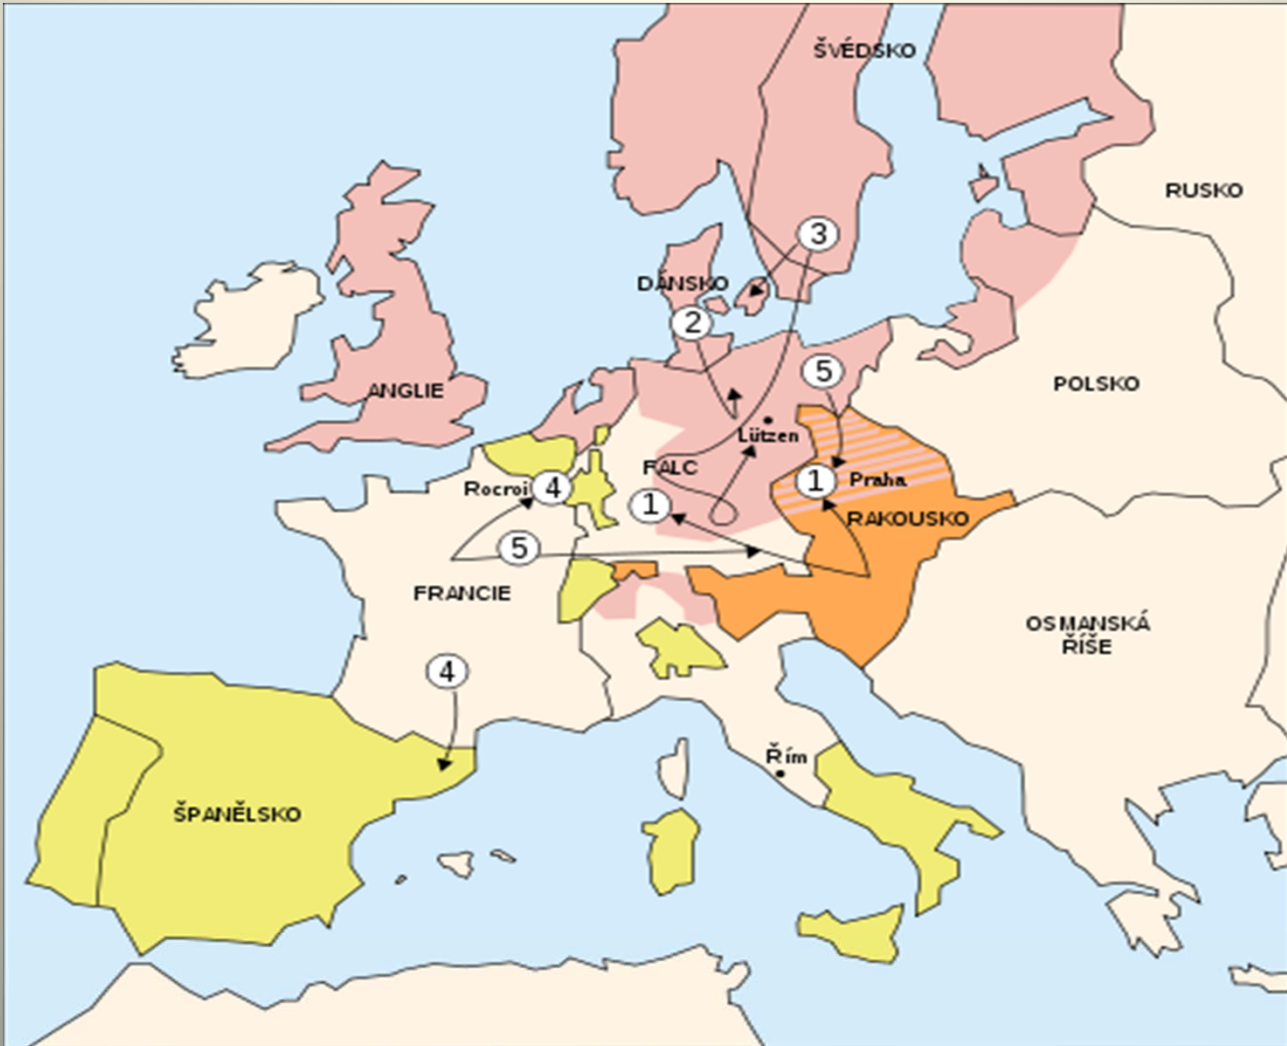 ŠVÉDSKO
RUSKO
3
DÁNSKO
2
5
POLSKO
ANGLIE
Lützen
FALC
Rocroi
4
1
1
Praha
RAKOUSKO
5
FRANCIE
OSMANSKÁ
ŘÍŠE
4
Řím
ŠPANĚLSKO